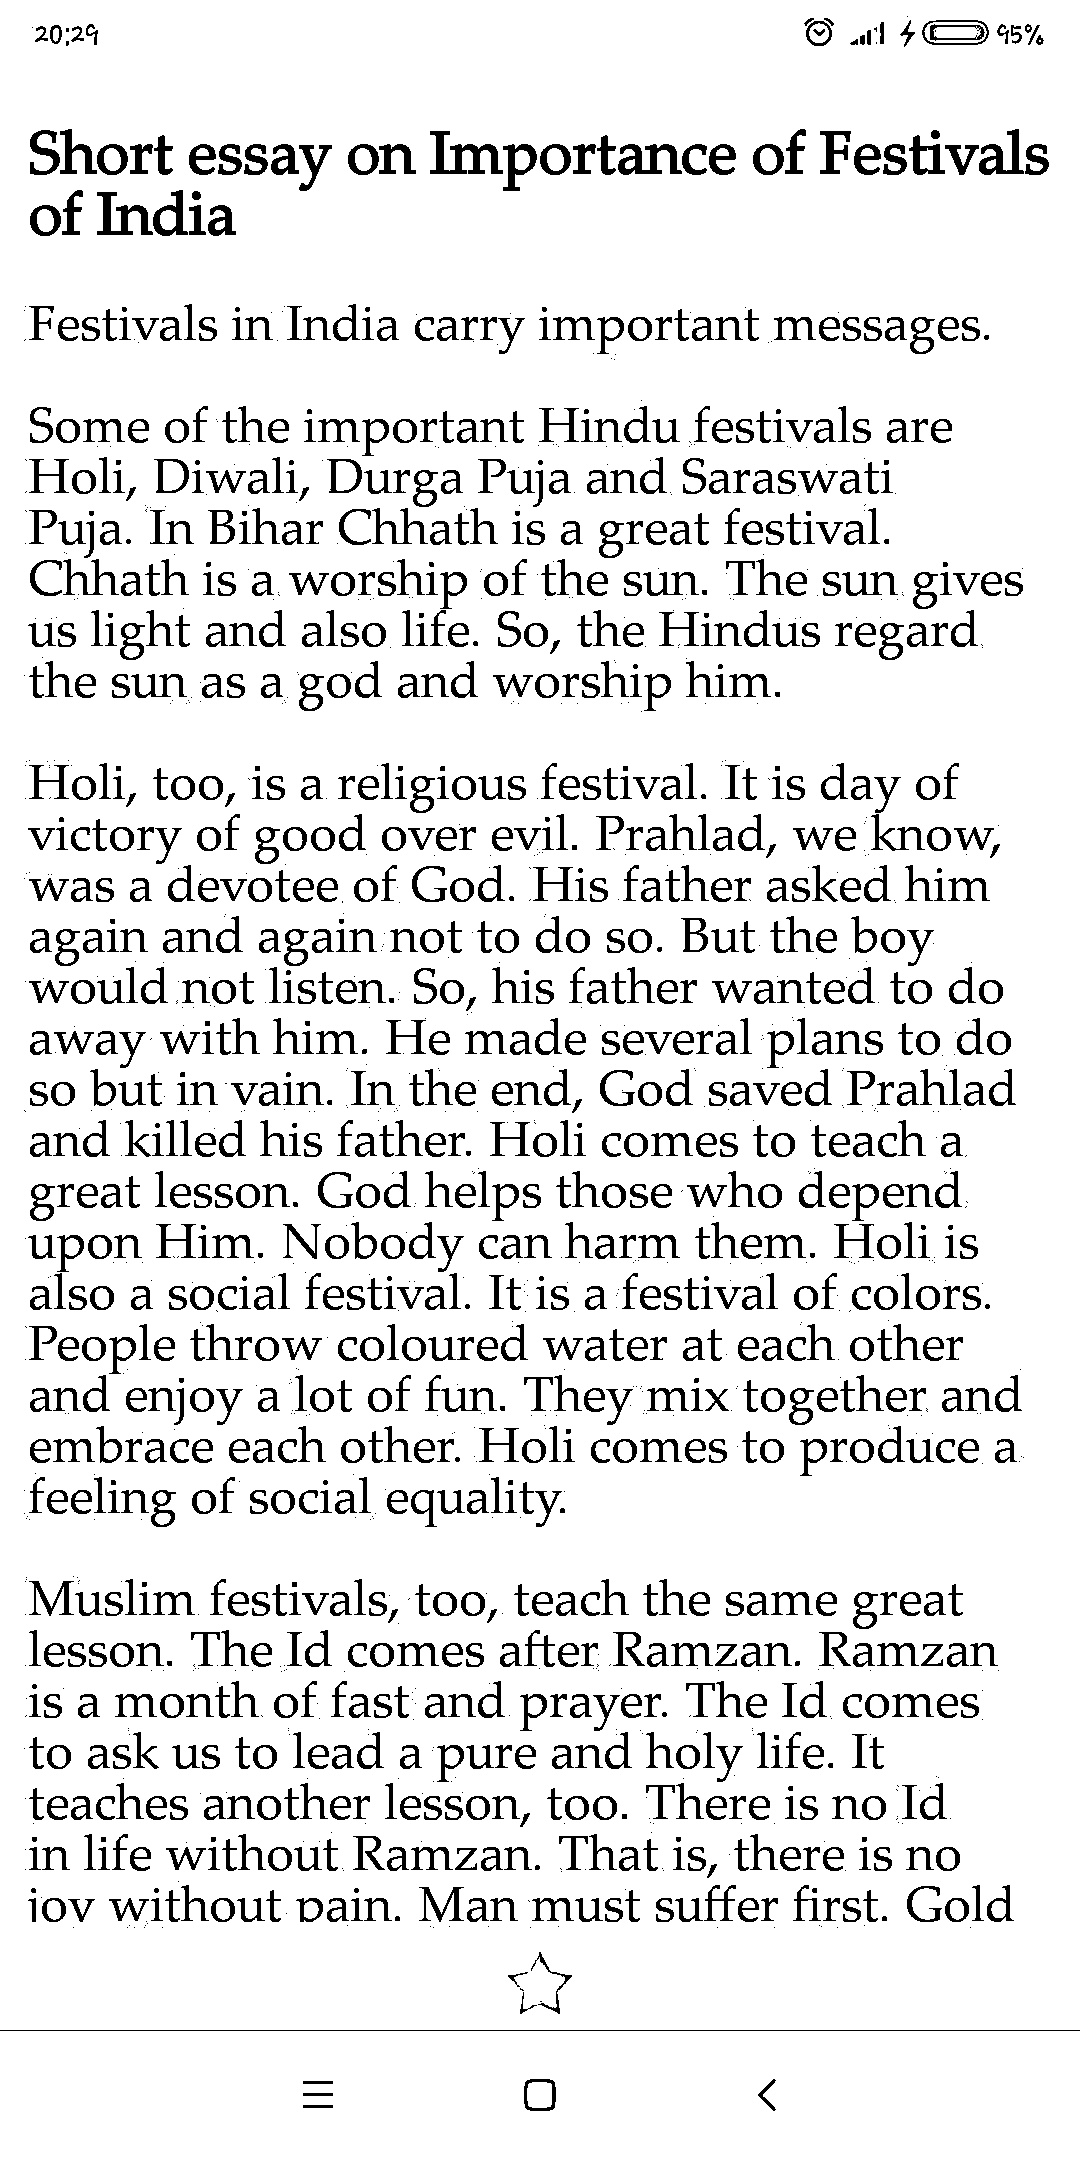 20:29
95%
Short essay on Importance of Festivals
of India
Festivals in India carry important messages.
Some of the important Hindu festivals are
Holi, Diwali, Durga Puja and Saraswati
Puja. In Bihar Chhath is a great festival.
Chhath is a worship of the sun. The sun gives
us light and also life. So, the Hindus regard
the sun as a god and worship him.
Holi, too, is a religious festival. It is day of
victory of good over evil. Prahlad, we know,
was a devotee of God. His father asked him
again and again not to do so. But the boy
would not listen. So, his father wanted to do
away with him. He made several plans to do
so but in vain. In the end, God saved Prahlad
and killed his father. Holi comes to teach a
great lesson. God helps those who depend
upon Him. Nobody can harm them. Holi is
also a social festival. It is a festival of colors.
People throw coloured water at each other
and enjoy a lot of fun. They mix together and
embrace each other. Holi comes to produce a
feeling of social equality.
Muslim festivals, too, teach the same great
lesson. The Id comes after Ramzan. Ramzan
is a month of fast and prayer. The Id comes
to ask us to lead a pure and holy life. It
teaches another lesson, too. There is no Id
in life without Ramzan. That is, there is no
joy without pain. Man must suffer first. Gold